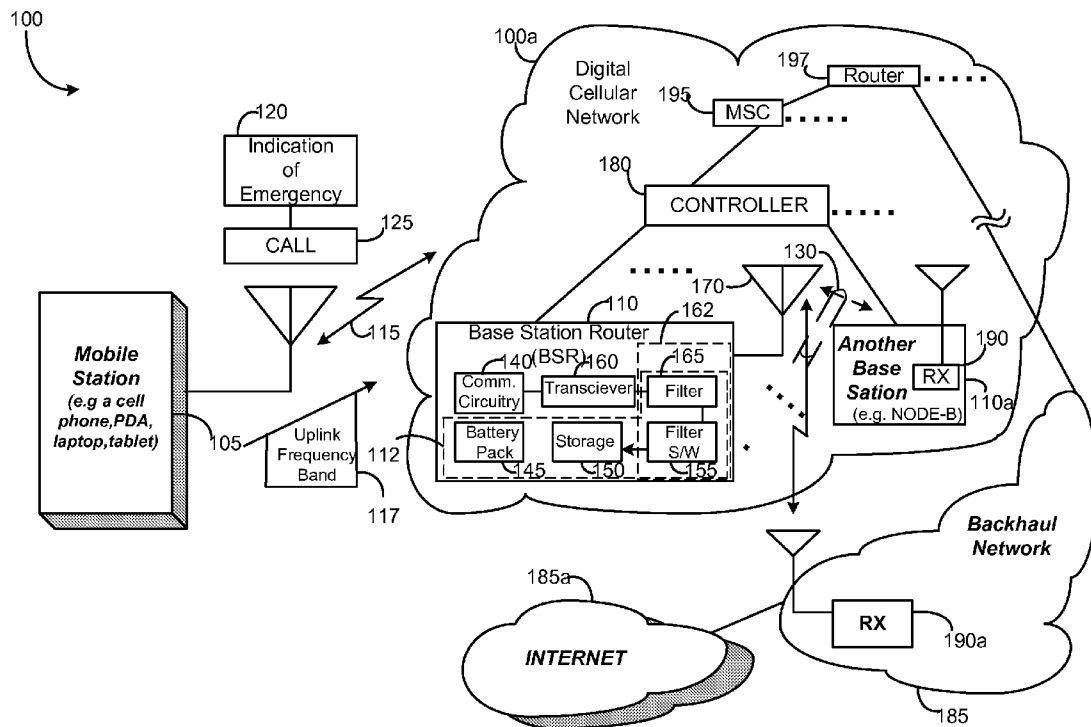 100
100a
Digital
Cellular
Network
197
Router
195
MSC
120
Indication
of
Emergency
180
CONTROLLER
125
CALL
130
170
115
110
Base Station Router
(BSR)
162
140
160
165
Comm.
Circuitry
Transciever
Filter
Another
Base
Sation
(e.g. NODE-B)
190
RX
110a
Mobile
Station
(e.g a cell
phone,PDA,
laptop,tablet)
105
Uplink
Frequency
Band
117
112
Battery
Pack
145
Storage
150
Filter
S/W
155
Backhaul
Network
185a
INTERNET
RX
190a
185